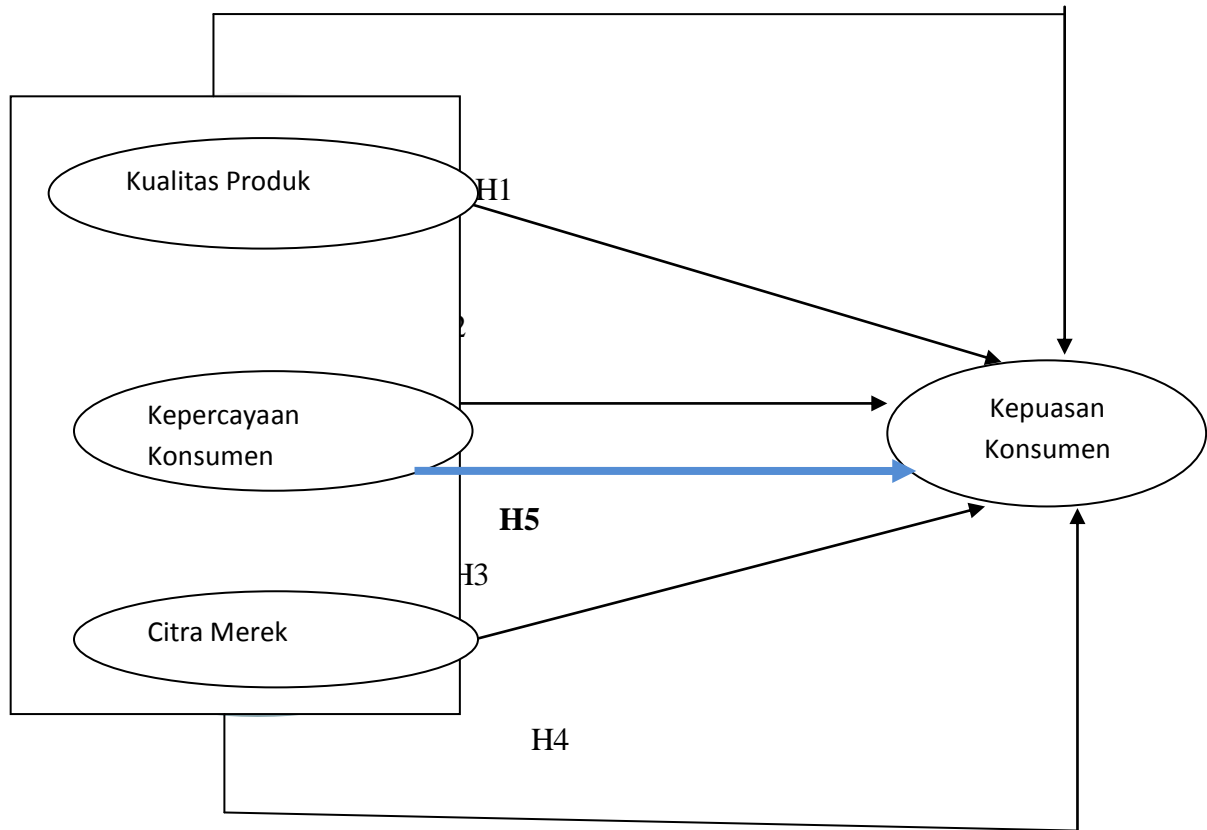 Kualitas Produk
H1
2
Kepercayaan
Konsumen
Kepuasan
Konsumen
H5
H3
Citra Merek
H4